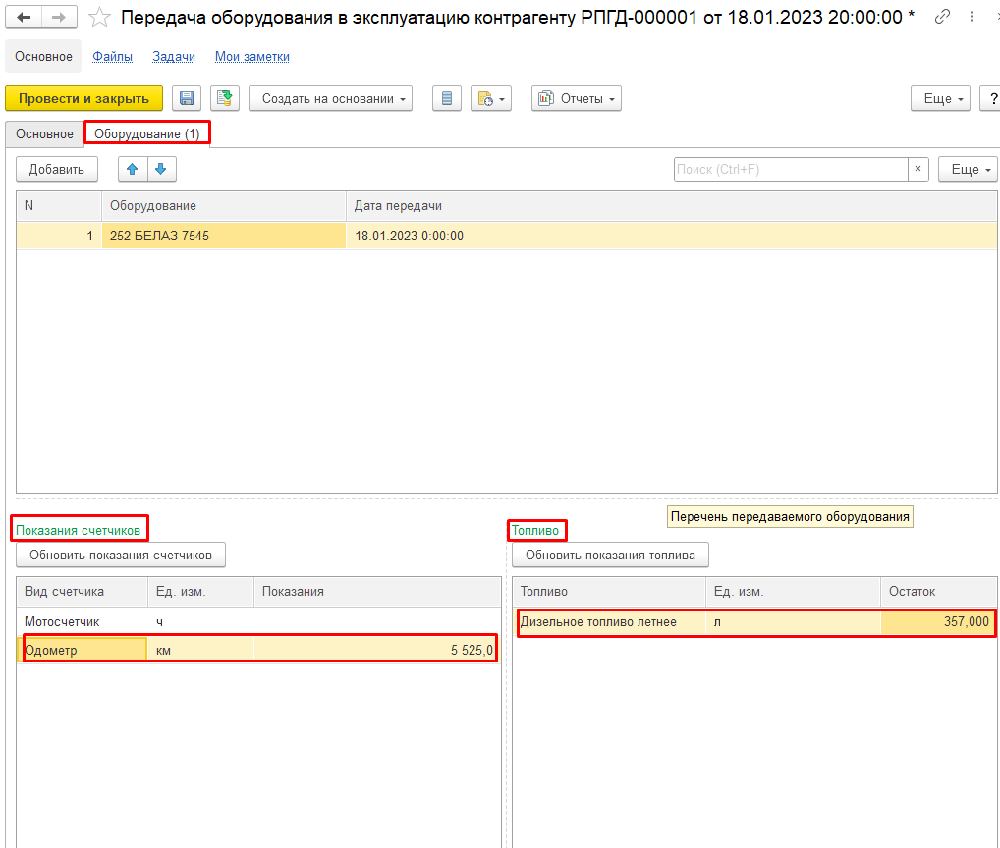 Передача оборудования в эксплуатацию контрагенту РПГД-000001 от 18.01.2023 20:00:00 *
Основное Файлы Задачи Мои заметки
Провести и закрыть Создать на основании Отчеты Еще ?
Основное Оборудование (1)
Добавить Поиск (Ctrl+F) × Еще
N Оборудование Дата передачи
1 252 БЕЛАЗ 7545 18.01.2023 0:00:00
Перечень передаваемого оборудования
Показания счетчиков Топливо
Обновить показания счетчиков Обновить показания топлива
Вид счетчика Ед. изм. Показания Топливо Ед. изм. Остаток
Мотосчетчик ч Дизельное топливо летнее л 357,000
Одометр км 5 525,0